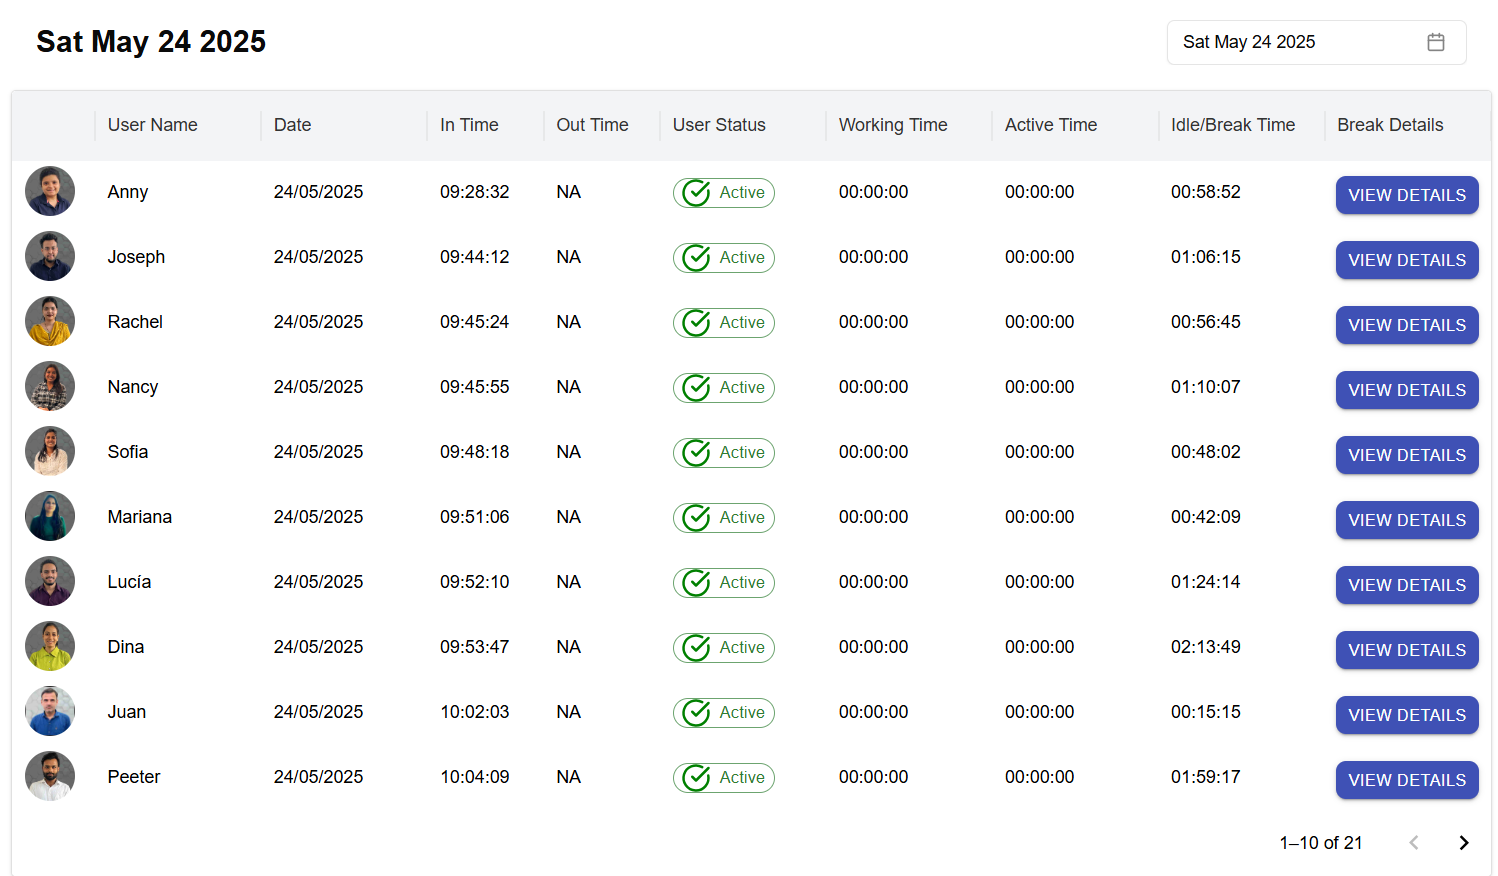 Sat May 24 2025
Sat May 24 2025
User Name Date In Time Out Time User Status Working Time Active Time Idle/Break Time Break Details
Anny 24/05/2025 09:28:32 NA Active 00:00:00 00:00:00 00:58:52 VIEW DETAILS
Joseph 24/05/2025 09:44:12 NA Active 00:00:00 00:00:00 01:06:15 VIEW DETAILS
Rachel 24/05/2025 09:45:24 NA Active 00:00:00 00:00:00 00:56:45 VIEW DETAILS
Nancy 24/05/2025 09:45:55 NA Active 00:00:00 00:00:00 01:10:07 VIEW DETAILS
Sofia 24/05/2025 09:48:18 NA Active 00:00:00 00:00:00 00:48:02 VIEW DETAILS
Mariana 24/05/2025 09:51:06 NA Active 00:00:00 00:00:00 00:42:09 VIEW DETAILS
Lucía 24/05/2025 09:52:10 NA Active 00:00:00 00:00:00 01:24:14 VIEW DETAILS
Dina 24/05/2025 09:53:47 NA Active 00:00:00 00:00:00 02:13:49 VIEW DETAILS
Juan 24/05/2025 10:02:03 NA Active 00:00:00 00:00:00 00:15:15 VIEW DETAILS
Peeter 24/05/2025 10:04:09 NA Active 00:00:00 00:00:00 01:59:17 VIEW DETAILS
1–10 of 21